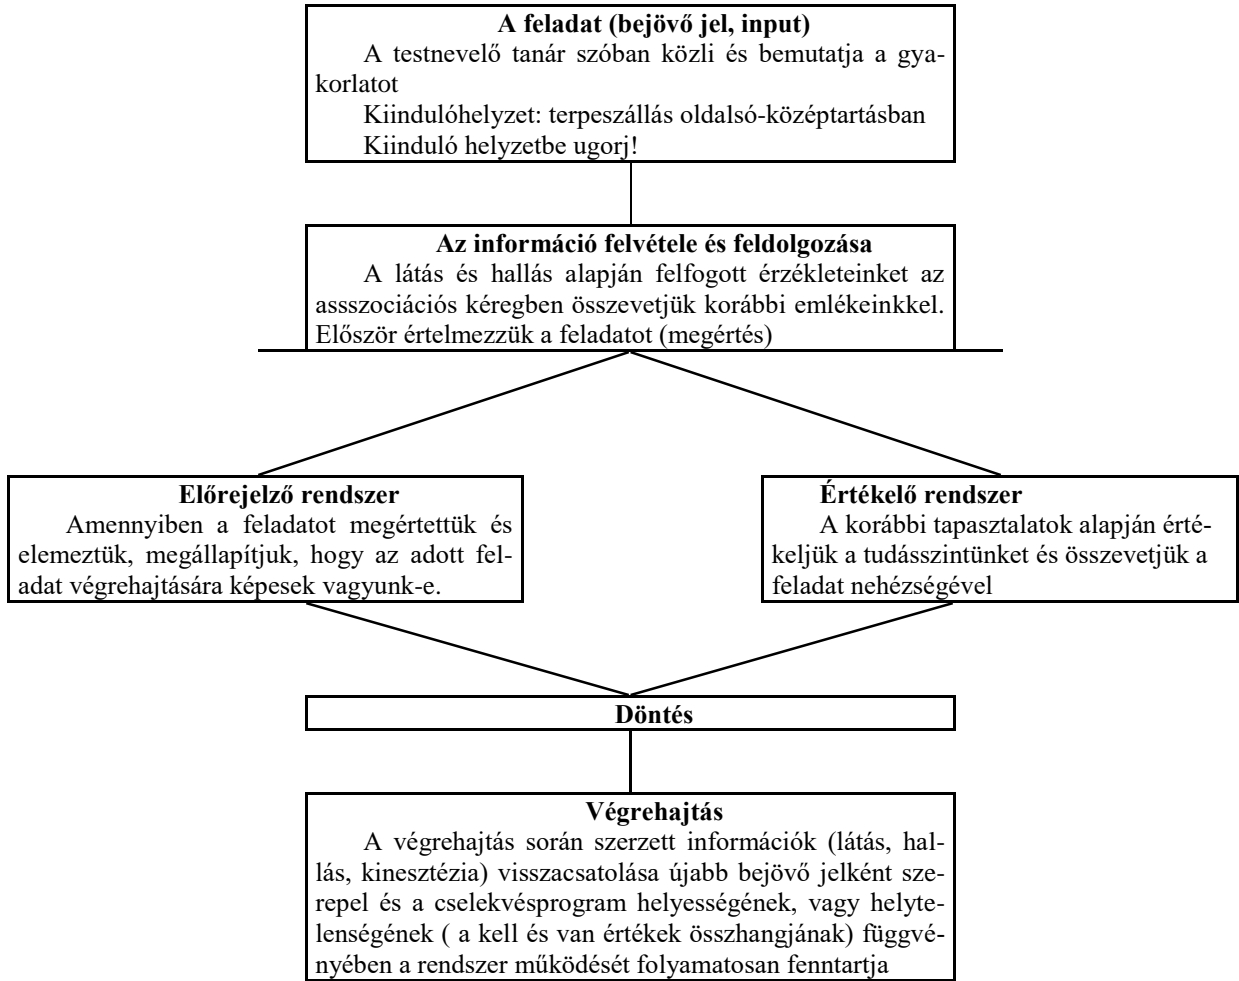 A feladat (bejövő jel, input)
A testnevelő tanár szóban közli és bemutatja a gya-
korlatot
Kiindulóhelyzet: terpeszállás oldalsó-középtartásban
Kiinduló helyzetbe ugorj!
Az információ felvétele és feldolgozása
A látás és hallás alapján felfogott érzékleteinket az
assszociációs kéregben összevetjük korábbi emlékeinkkel.
Először értelmezzük a feladatot (megértés)
Előrejelző rendszer
Amennyiben a feladatot megértettük és
elemeztük, megállapítjuk, hogy az adott fel-
adat végrehajtására képesek vagyunk-e.
Értékelő rendszer
A korábbi tapasztalatok alapján érté-
keljük a tudásszintünket és összevetjük a
feladat nehézségével
Döntés
Végrehajtás
A végrehajtás során szerzett információk (látás, hal-
lás, kinesztézia) visszacsatolása újabb bejövő jelként sze-
repel és a cselekvésprogram helyességének, vagy helyte-
lenségének ( a kell és van értékek összhangjának) függvé-
nyében a rendszer működését folyamatosan fenntartja